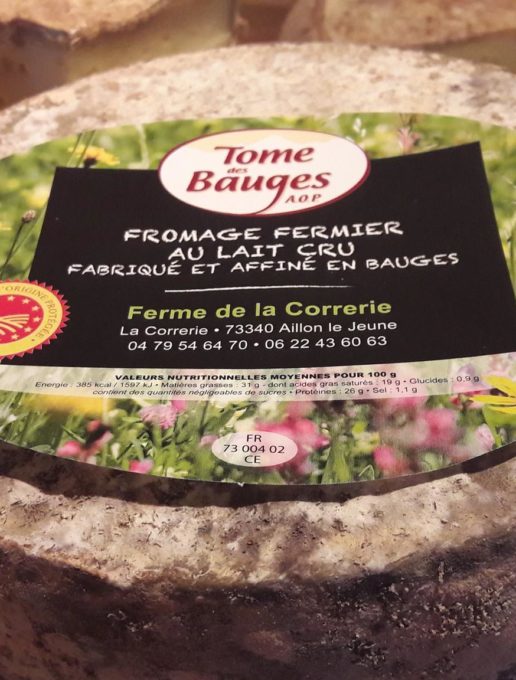 Tome
des
Bauges
AOP
FROMAGE FERMIER
AU LAIT CRU
FABRIQUÉ ET AFFINÉ EN BAUGES
Ferme de la Correrie
La Correrie • 73340 Aillon le Jeune
04 79 54 64 70 • 06 22 43 60 63
VALEURS NUTRITIONNELLES MOYENNES POUR 100 g
Energie : 385 kcal / 1597 kJ • Matières grasses : 31 g - dont acides gras saturés : 19 g • Glucides : 0,9 g
contient des quantités négligeables de sucres • Protéines : 26 g • Sel : 1,1 g
FR
73 004 02
CE
D'ORIGINE PROTÉGÉE